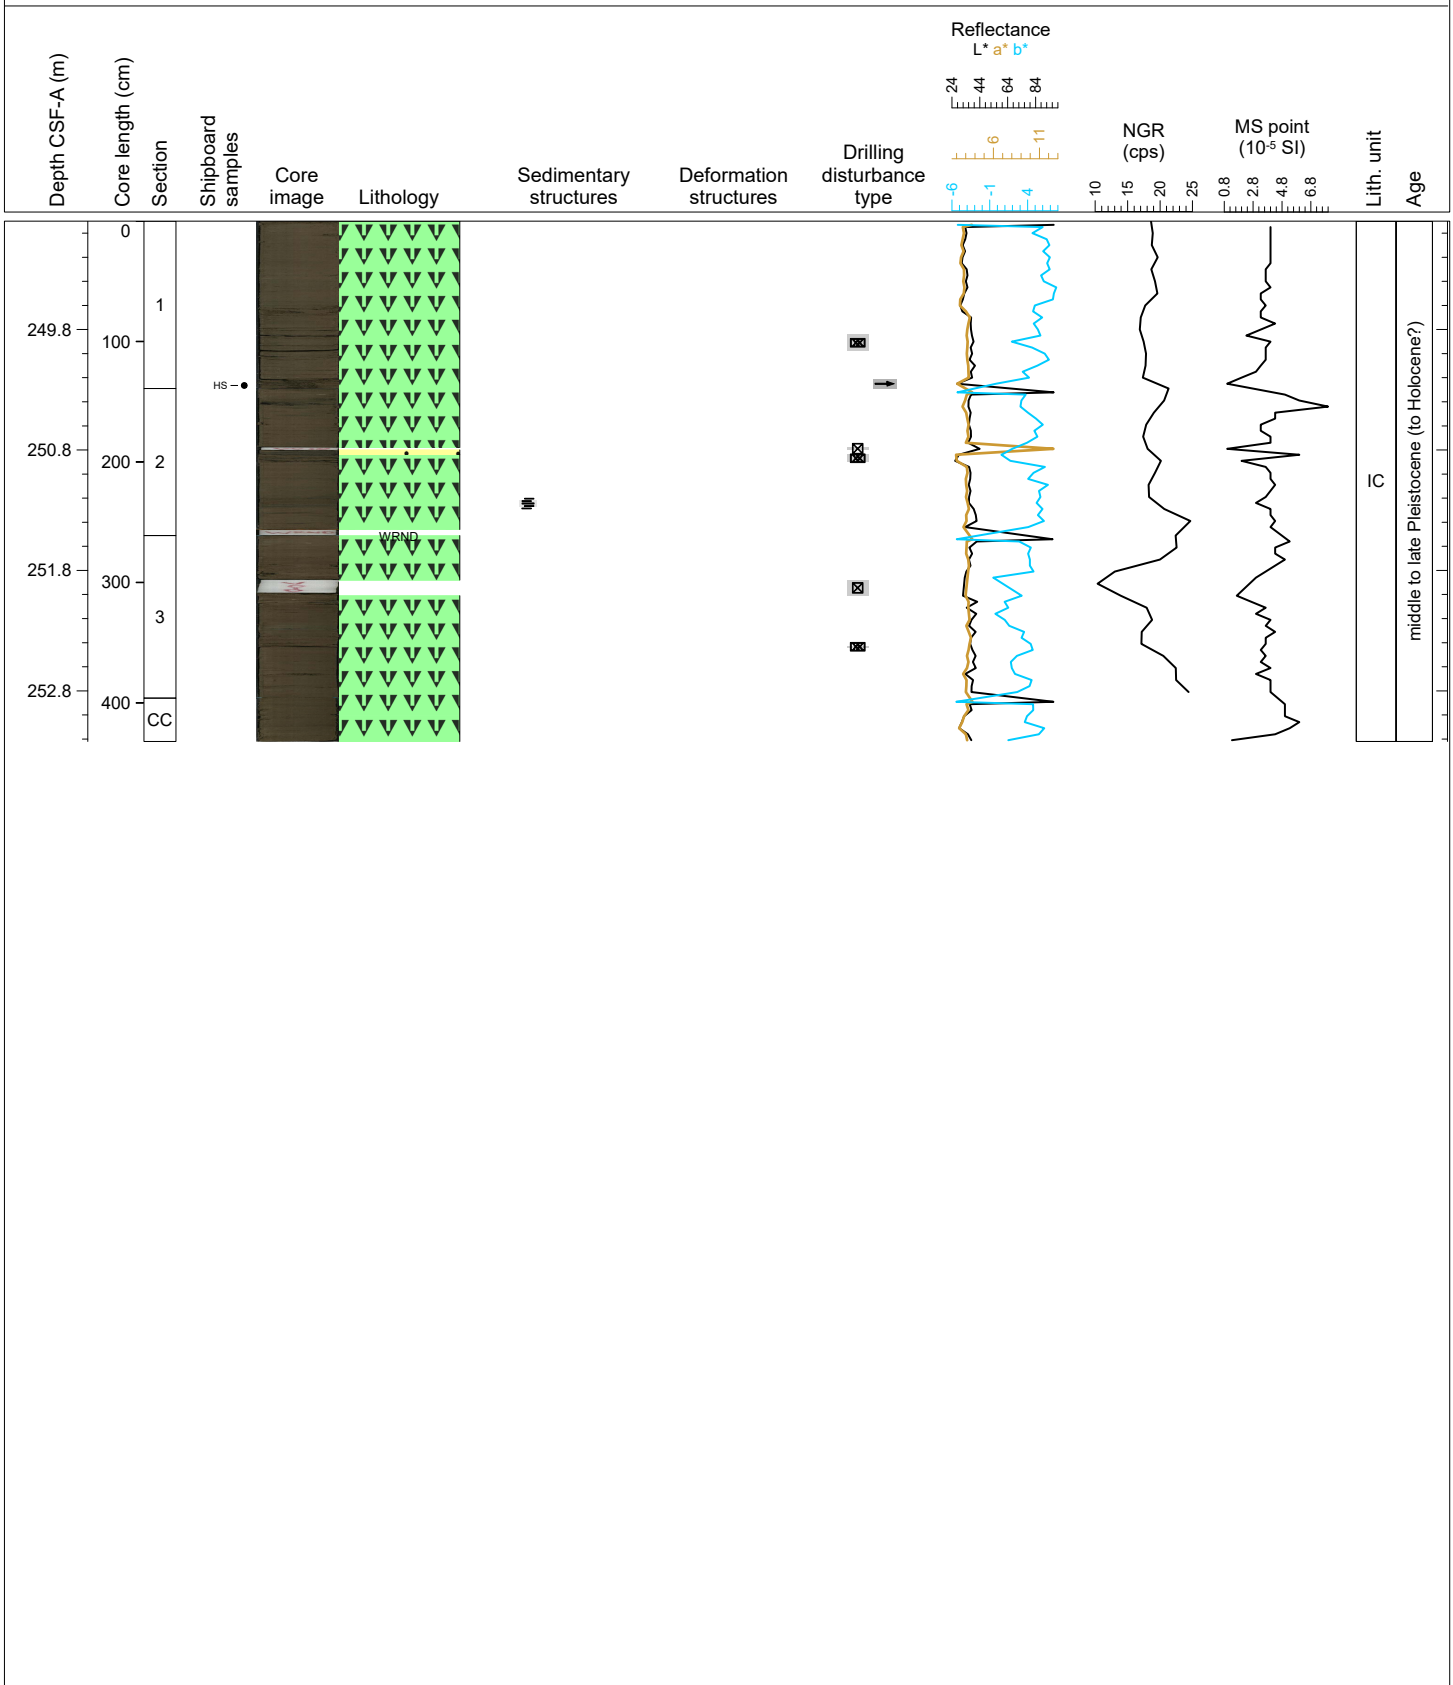 Reflectance
L* a* b*
24 44 64 84
6 11
-6 -1 4
Depth CSF-A (m)
Core length (cm)
Section
Shipboard
samples
Core
image
Lithology
Sedimentary
structures
Deformation
structures
Drilling
disturbance
type
NGR
(cps)
10 15 20 25
MS point
(10-5 SI)
0.8 2.8 4.8 6.8
Lith. unit
Age
0
1
249.8
100
HS
250.8
200
2
IC
WRND
251.8
300
3
middle to late Pleistocene (to Holocene?)
252.8
400
CC